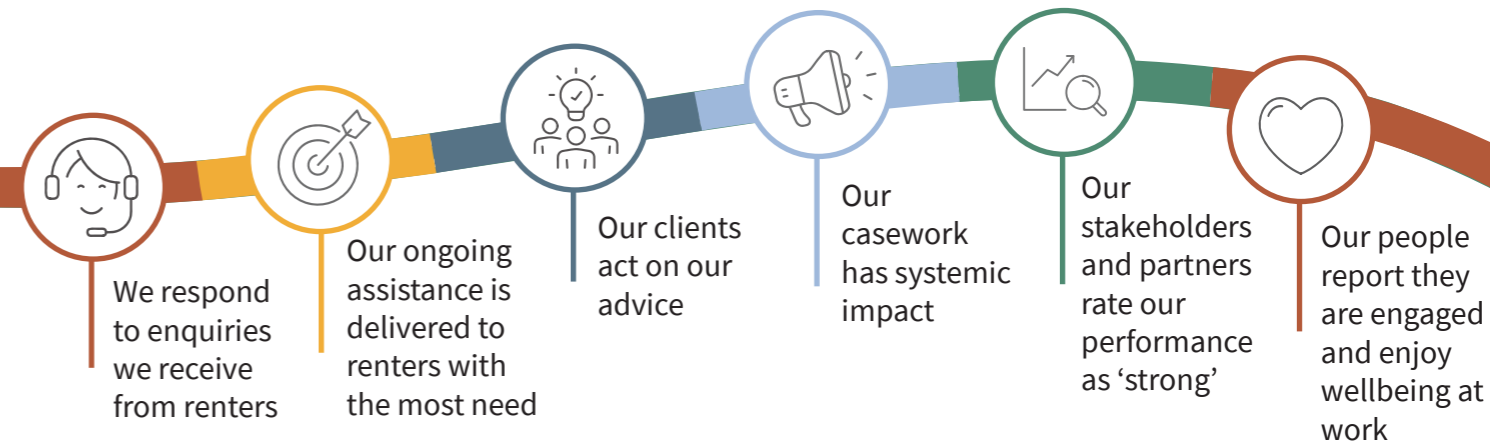 We respond
to enquiries
we receive
from renters
Our ongoing
assistance is
delivered to
renters with
the most need
Our clients
act on our
advice
Our
casework
has systemic
impact
Our
stakeholders
and partners
rate our
performance
as ‘strong’
Our people
report they
are engaged
and enjoy
wellbeing at
work